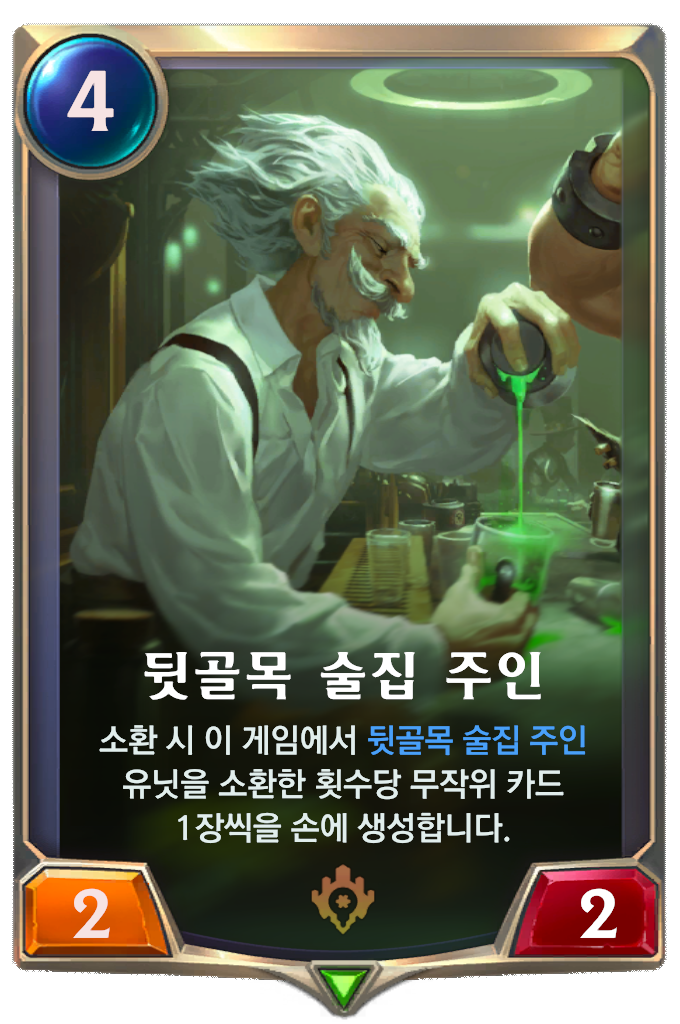 4
뒷골목 술집 주인
소환 시 이 게임에서 뒷골목 술집 주인
유닛을 소환한 횟수당 무작위 카드
1장씩을 손에 생성합니다.
2 2